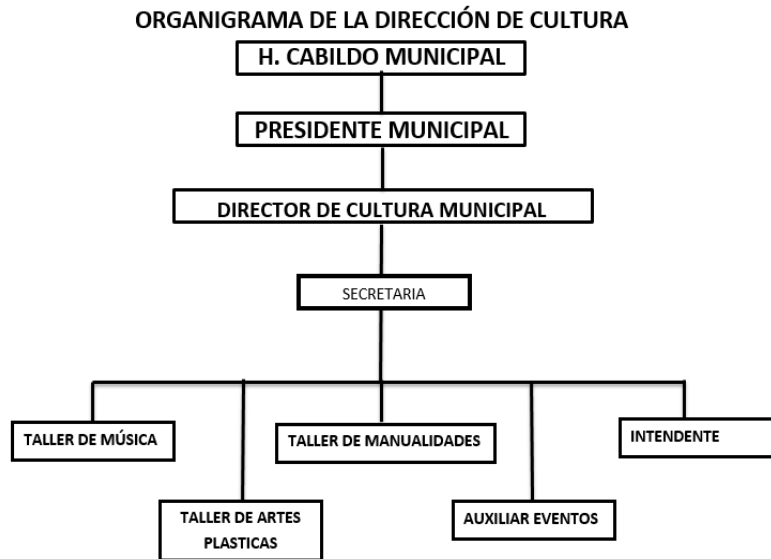 ORGANIGRAMA DE LA DIRECCIÓN DE CULTURA
H. CABILDO MUNICIPAL
PRESIDENTE MUNICIPAL
DIRECTOR DE CULTURA MUNICIPAL
SECRETARIA
TALLER DE MÚSICA
TALLER DE MANUALIDADES
INTENDENTE
TALLER DE ARTES
PLASTICAS
AUXILIAR EVENTOS